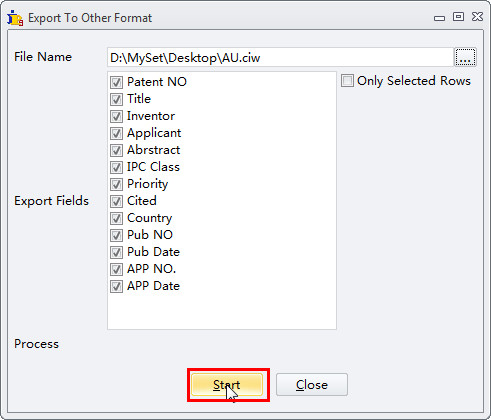 Export To Other Format
File Name
D:\MySet\Desktop\AU.ciw
...
Patent NO
Only Selected Rows
Title
Inventor
Applicant
Abrstract
IPC Class
Priority
Export Fields
Cited
Country
Pub NO
Pub Date
APP NO.
APP Date
Process
Start
Close